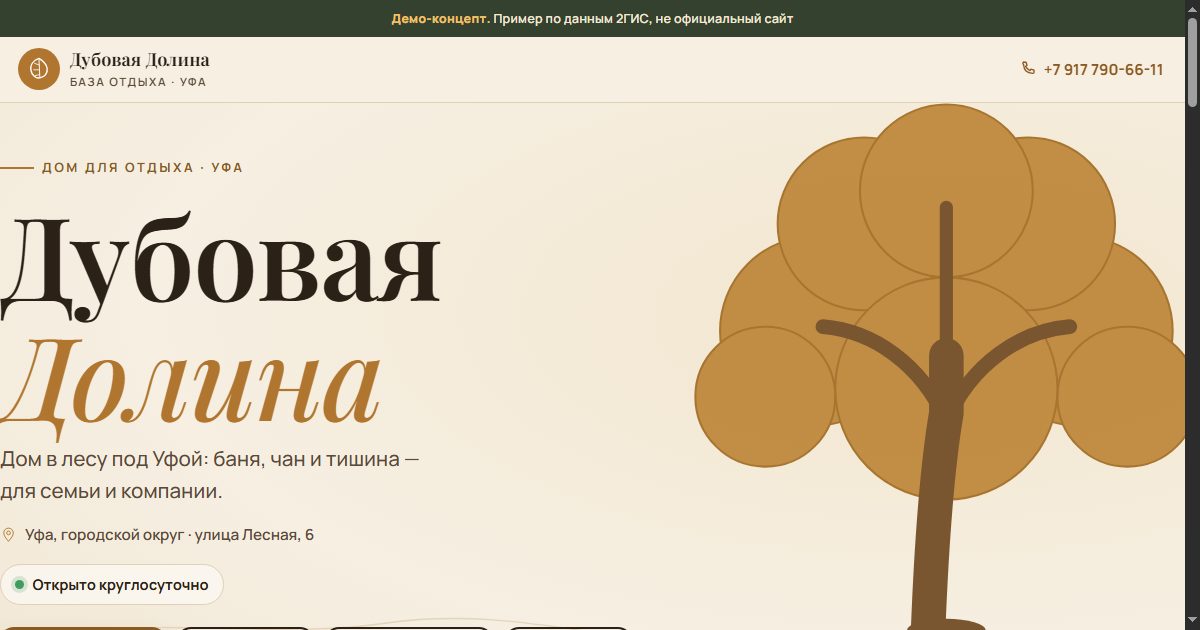 Демо-концепт. Пример по данным 2ГИС, не официальный сайт
Дубовая Долина
БАЗА ОТДЫХА · УФА
+7 917 790-66-11
ДОМ ДЛЯ ОТДЫХА · УФА
Дубовая
Долина
Дом в лесу под Уфой: баня, чан и тишина —
для семьи и компании.
Уфа, городской округ · улица Лесная, 6
Открыто круглосуточно